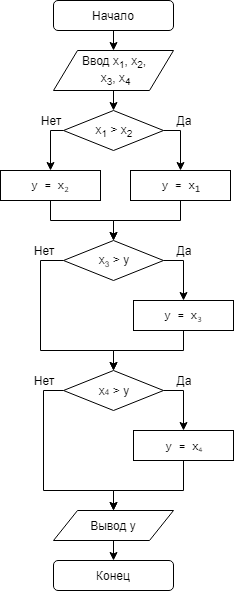 Начало
Ввод x₁, x₂,
x₃, x₄
Нет
Да
x₁ > x₂
y = x₂
y = x₁
Нет
Да
x₃ > y
y = x₃
Нет
Да
x₄ > y
y = x₄
Вывод y
Конец